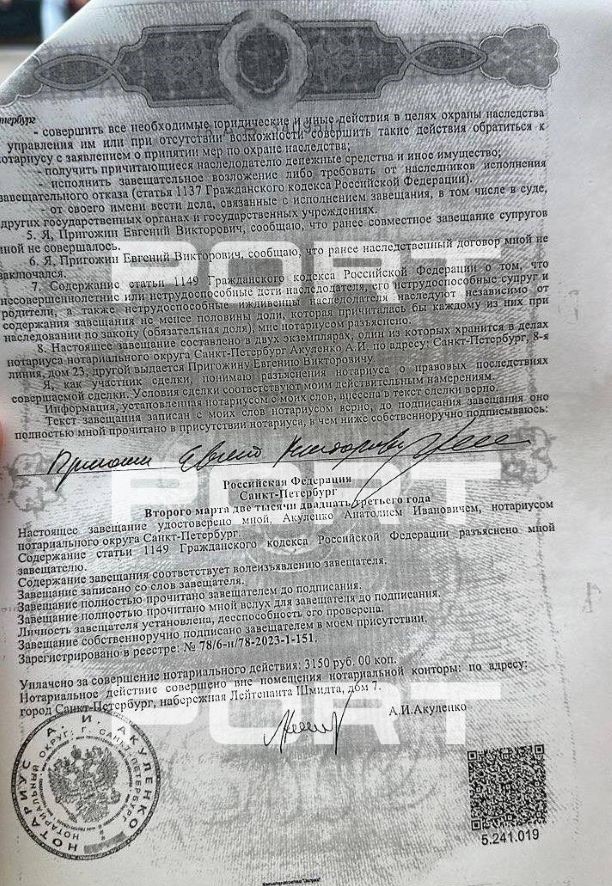 тербург
- совершить все необходимые юридические и иные действия в целях охраны наследства
управления им или при отсутствии возможности совершить такие действия обратиться к
нотариусу с заявлением о принятии мер по охране наследства;
- получить причитающиеся наследодателю денежные средства и иное имущество;
- исполнить завещательное возложение либо требовать от наследников исполнения
завещательного отказа (статья 1137 Гражданского кодекса Российской Федерации).
- от своего имени вести дела, связанные с исполнением завещания, в том числе в суде,
других государственных органах и государственных учреждениях.
5. Я, Пригожин Евгений Викторович, сообщаю, что ранее совместное завещание супругов
мной не совершалось.
6. Я, Пригожин Евгений Викторович, сообщаю, что ранее наследственный договор мной не
заключался.
7. Содержание статьи 1149 Гражданского кодекса Российской Федерации о том, что
несовершеннолетние или нетрудоспособные дети наследодателя, его нетрудоспособные супруг и
родители, а также нетрудоспособные иждивенцы наследодателя наследуют независимо от
содержания завещания не менее половины доли, которая причиталась бы каждому из них при
наследовании по закону (обязательная доля), мне нотариусом разъяснено.
8. Настоящее завещание составлено в двух экземплярах, один из которых хранится в делах
нотариуса нотариального округа Санкт-Петербург Акуленко А.И. по адресу: Санкт-Петербург, 8-я
линия, дом 23, другой выдается Пригожину Евгению Викторовичу.
Я, как участник сделки, понимаю разъяснения нотариуса о правовых последствиях
совершаемой сделки. Условия сделки соответствуют моим действительным намерениям.
Информация, установленная нотариусом с моих слов, внесена в текст сделки верно.
Текст завещания записан с моих слов нотариусом верно, до подписания завещания оно
полностью мной прочитано в присутствии нотариуса, в чем ниже собственноручно подписываюсь:
Пригожин Евгений Викторович
Российская Федерация
Санкт-Петербург
Второго марта две тысячи двадцать третьего года
Настоящее завещание удостоверено мной, Акуленко Анатолием Ивановичем, нотариусом
нотариального округа Санкт-Петербург.
Содержание статьи 1149 Гражданского кодекса Российской Федерации разъяснено мной
завещателю.
Содержание завещания соответствует волеизъявлению завещателя.
Завещание записано со слов завещателя.
Завещание полностью прочитано завещателем до подписания.
Завещание полностью прочитано мной вслух для завещателя до подписания.
Личность завещателя установлена, дееспособность его проверена.
Завещание собственноручно подписано завещателем в моем присутствии.
Зарегистрировано в реестре: № 78/6-н/78-2023-1-151.
Уплачено за совершение нотариального действия: 3150 руб. 00 коп.
Нотариальное действие совершено вне помещения нотариальной конторы: по адресу:
город Санкт-Петербург, набережная Лейтенанта Шмидта, дом 7.
А.И.Акуленко
НОТАРИУС А. И. АКУЛЕНКО
НОТАРИАЛЬНЫЙ ОКРУГ: Г. САНКТ-ПЕТЕРБУРГ
5.241.019
PORT
PORT
PORT